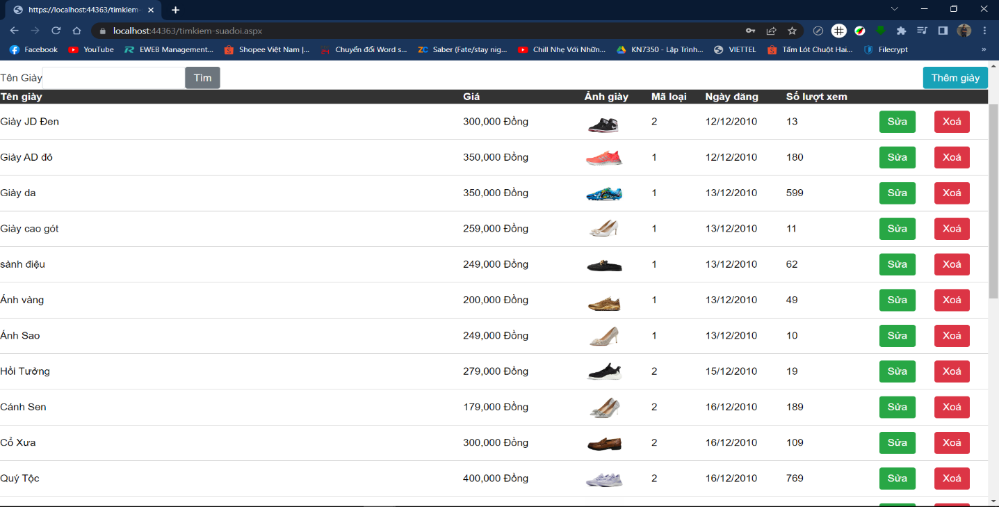 https://localhost:44363/timkiem-
localhost:44363/timkiem-suadoi.aspx
Facebook YouTube EWEB Management... Shopee Việt Nam |... Chuyển đổi Word s... Saber (Fate/stay nig... Chill Nhẹ Với Nhữn... KN7350 - Lập Trình... VIETTEL Tấm Lót Chuột Hai... Filecrypt »
Tên Giày Tìm Thêm giày
Tên giày Giá Ảnh giày Mã loại Ngày đăng Số lượt xem
Giày JD Đen 300,000 Đồng 2 12/12/2010 13 Sửa Xoá
Giày AD đỏ 350,000 Đồng 1 12/12/2010 180 Sửa Xoá
Giày da 350,000 Đồng 1 13/12/2010 599 Sửa Xoá
Giày cao gót 259,000 Đồng 1 13/12/2010 11 Sửa Xoá
sành điệu 249,000 Đồng 1 13/12/2010 62 Sửa Xoá
Ánh vàng 200,000 Đồng 1 13/12/2010 49 Sửa Xoá
Ánh Sao 249,000 Đồng 1 13/12/2010 10 Sửa Xoá
Hồi Tưởng 279,000 Đồng 2 15/12/2010 19 Sửa Xoá
Cánh Sen 179,000 Đồng 2 16/12/2010 189 Sửa Xoá
Cổ Xưa 300,000 Đồng 2 16/12/2010 109 Sửa Xoá
Quý Tộc 400,000 Đồng 2 16/12/2010 769 Sửa Xoá